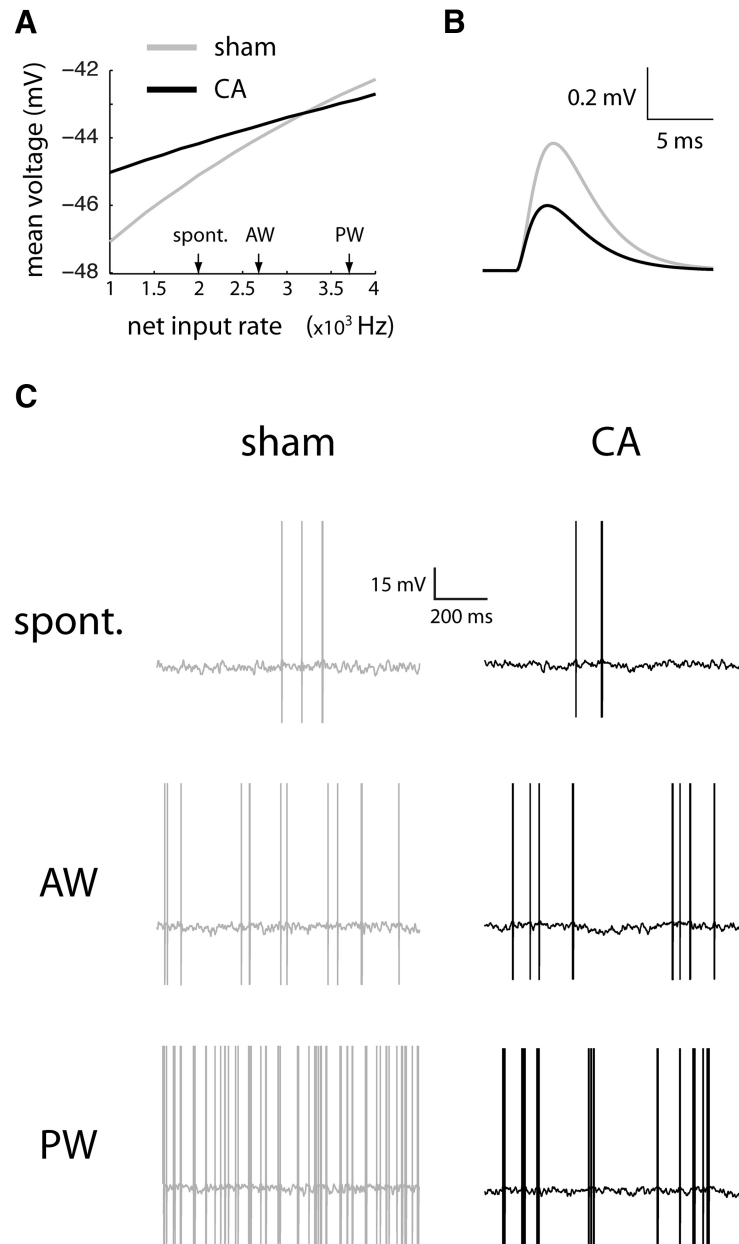 A
sham
CA
mean voltage (mV)
−42
−44
−46
−48
spont. AW PW
1 1.5 2 2.5 3 3.5 4
net input rate (x10³ Hz)
B
0.2 mV
5 ms
C
sham CA
spont.
15 mV
200 ms
AW
PW